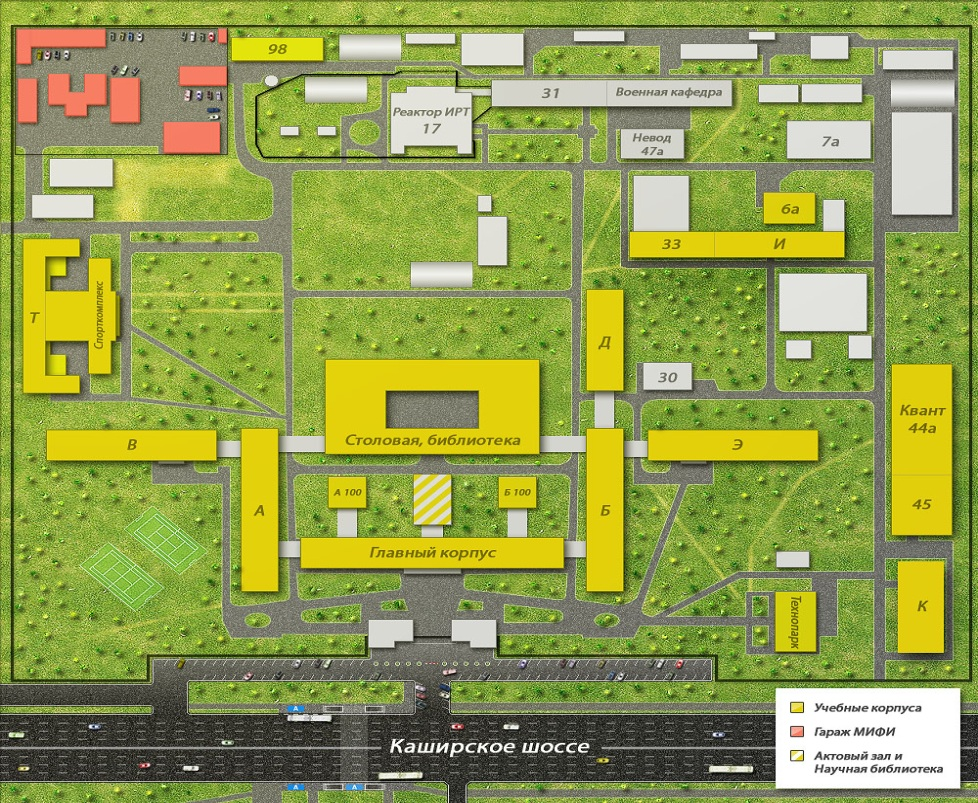 98
31
Военная кафедра
Реактор ИРТ
17
Невод
47а
7а
6а
33
И
Т
Спорткомплекс
Д
30
Квант
44а
45
Столовая, библиотека
В
Э
А
А 100
Б 100
Б
Главный корпус
Технопарк
К
А
Каширское шоссе
А
А
Учебные корпуса
Гараж МИФИ
Актовый зал и
Научная библиотека